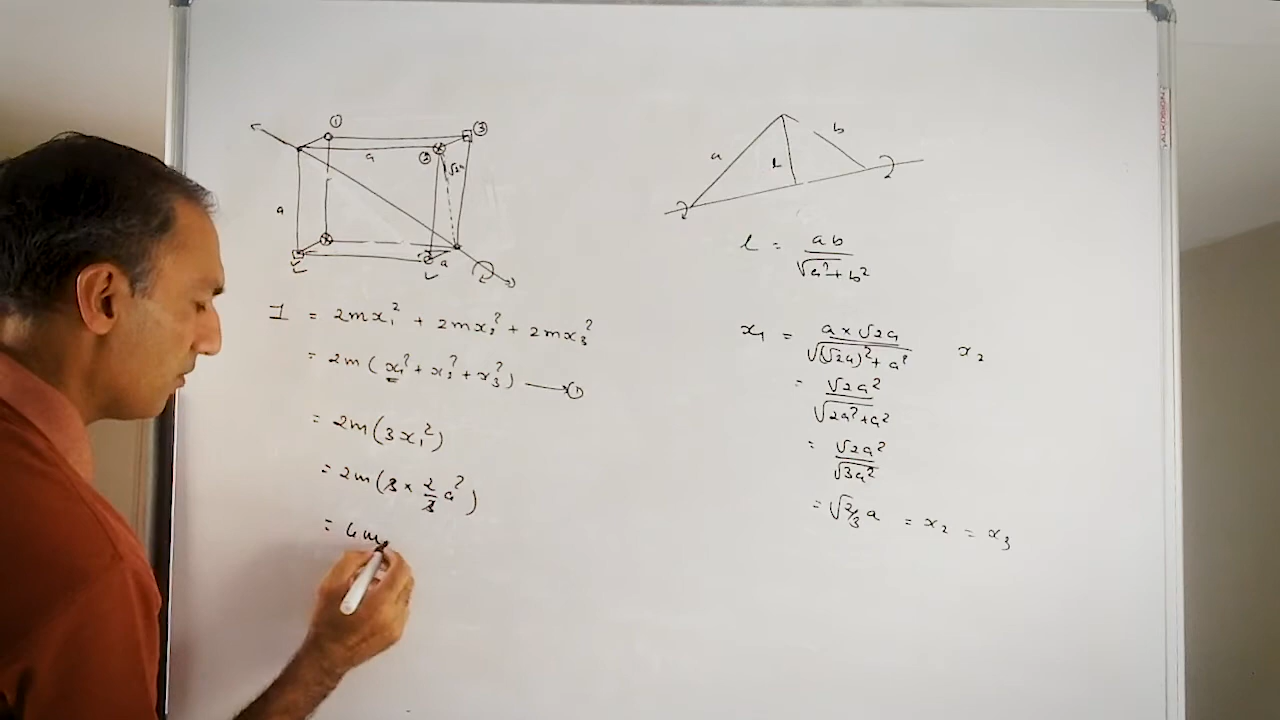 ① ③
a ② √2a
a
a
I = 2mx₁² + 2mx₂² + 2mx₃²
= 2m(x₁² + x₂² + x₃²) ⟶ ①
= 2m(3x₁²)
= 2m(3 × 2/3 a²)
= 4m
a b
l
l = ab/√a²+b²
x₁ = a × √2a/√(√2a)²+a² x₂
= √2a²/√2a²+a²
= √2a²/√3a²
= √2/3 a = x₂ = x₃